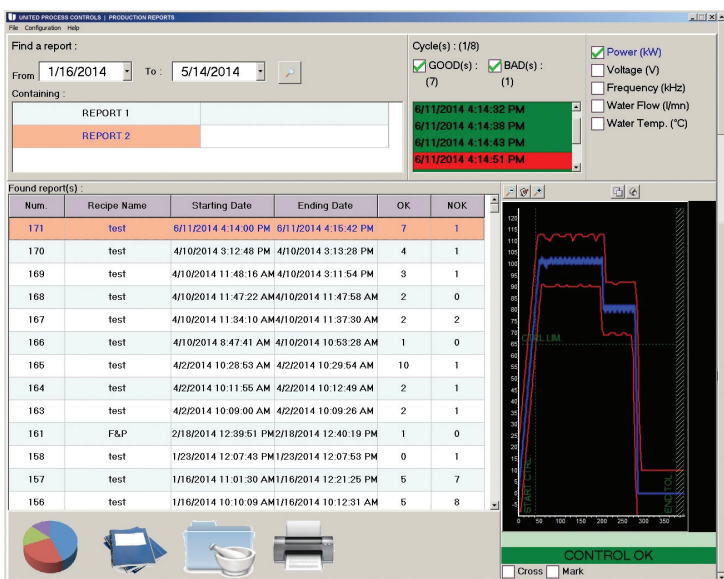 UNITED PROCESS CONTROLS | PRODUCTION REPORTS
File Configuration Help
Find a report :
From 1/16/2014 To : 5/14/2014
Containing :
REPORT 1
REPORT 2
Cycle(s) : (1/8)
GOOD(s) : BAD(s) :
(7) (1)
6/11/2014 4:14:32 PM
6/11/2014 4:14:38 PM
6/11/2014 4:14:43 PM
6/11/2014 4:14:51 PM
Power (kW)
Voltage (V)
Frequency (kHz)
Water Flow (l/mn)
Water Temp. (°C)
Found report(s) :
Num. Recipe Name Starting Date Ending Date OK NOK
171 test 6/11/2014 4:14:00 PM 6/11/2014 4:15:42 PM 7 1
170 test 4/10/2014 3:12:48 PM 4/10/2014 3:13:28 PM 4 1
169 test 4/10/2014 11:48:16 AM 4/10/2014 3:11:54 PM 3 1
168 test 4/10/2014 11:47:22 AM 4/10/2014 11:47:58 AM 2 0
167 test 4/10/2014 11:34:10 AM 4/10/2014 11:37:30 AM 2 2
166 test 4/10/2014 8:47:41 AM 4/10/2014 10:53:28 AM 1 0
165 test 4/2/2014 10:28:53 AM 4/2/2014 10:29:54 AM 10 1
164 test 4/2/2014 10:11:55 AM 4/2/2014 10:12:49 AM 2 1
163 test 4/2/2014 10:09:00 AM 4/2/2014 10:09:26 AM 2 1
161 F&P 2/18/2014 12:39:51 PM 2/18/2014 12:40:19 PM 1 0
158 test 1/23/2014 12:07:43 PM 1/23/2014 12:07:53 PM 0 1
157 test 1/16/2014 11:01:30 AM 1/16/2014 12:21:25 PM 5 7
156 test 1/16/2014 10:10:09 AM 1/16/2014 10:12:31 AM 5 8
120
115
110
105
100
95
90
85
80
75
70
65
60
55
50
45
40
35
30
25
20
15
10
5
0
-5
CTRL LIM.
START CTRL
END TOL
0 50 100 150 200 250 300 350
CONTROL OK
Cross Mark